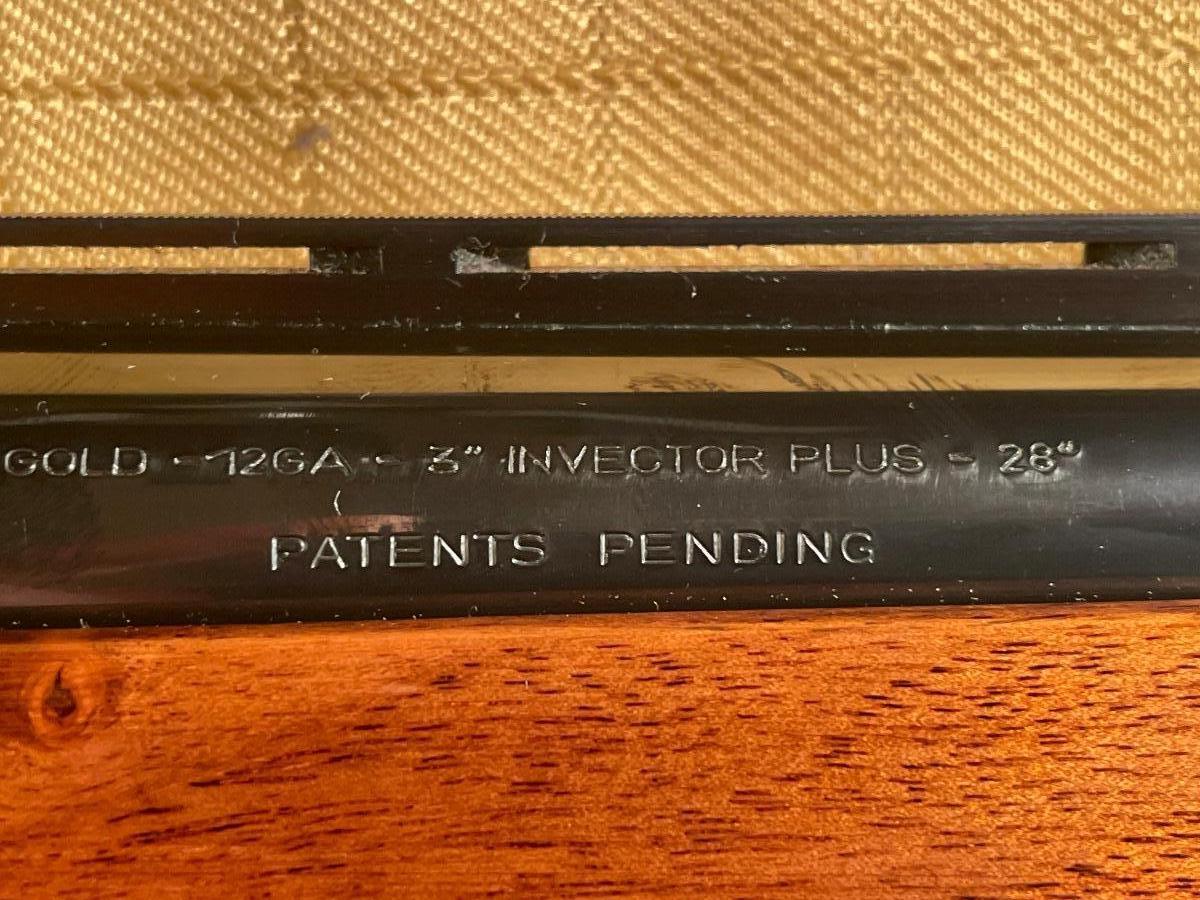 GOLD - 12GA - 3" INVECTOR PLUS - 28"
PATENTS PENDING